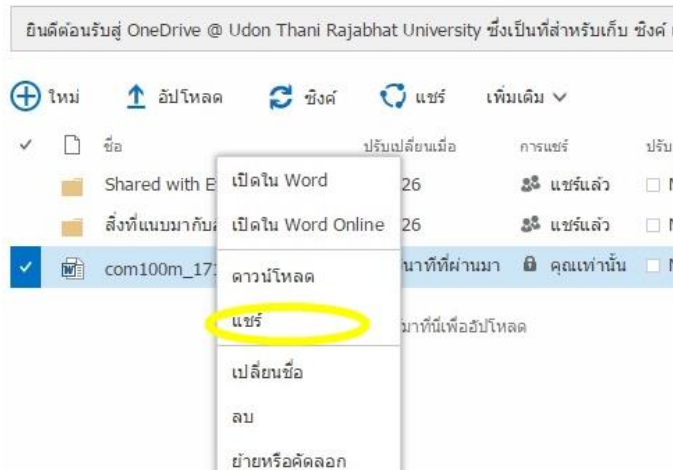 ยินดีต้อนรับสู่ OneDrive @ Udon Thani Rajabhat University ซึ่งเป็นที่สำหรับเก็บ ซิงค์
ใหม่ อัปโหลด ซิงค์ แชร์ เพิ่มเติม
ชื่อ ปรับเปลี่ยนเมื่อ การแชร์ ปรับ
Shared with E 26 แชร์แล้ว
สิ่งที่แนบมากับ 26 แชร์แล้ว
com100m_17 นาทีที่ผ่านมา คุณเท่านั้น
มาที่นี่เพื่ออัปโหลด
เปิดใน Word
เปิดใน Word Online
ดาวน์โหลด
แชร์
เปลี่ยนชื่อ
ลบ
ย้ายหรือคัดลอก